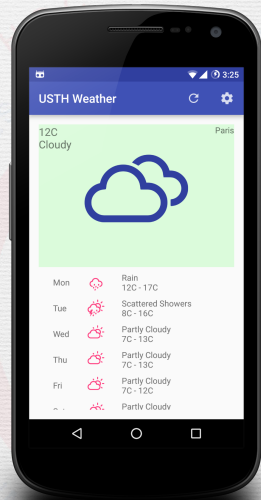 3:25
USTH Weather
12C
Paris
Cloudy
Mon
Rain
12C - 17C
Tue
Scattered Showers
8C - 16C
Wed
Partly Cloudy
7C - 13C
Thu
Partly Cloudy
7C - 13C
Fri
Partly Cloudy
7C - 12C
Partly Cloudy